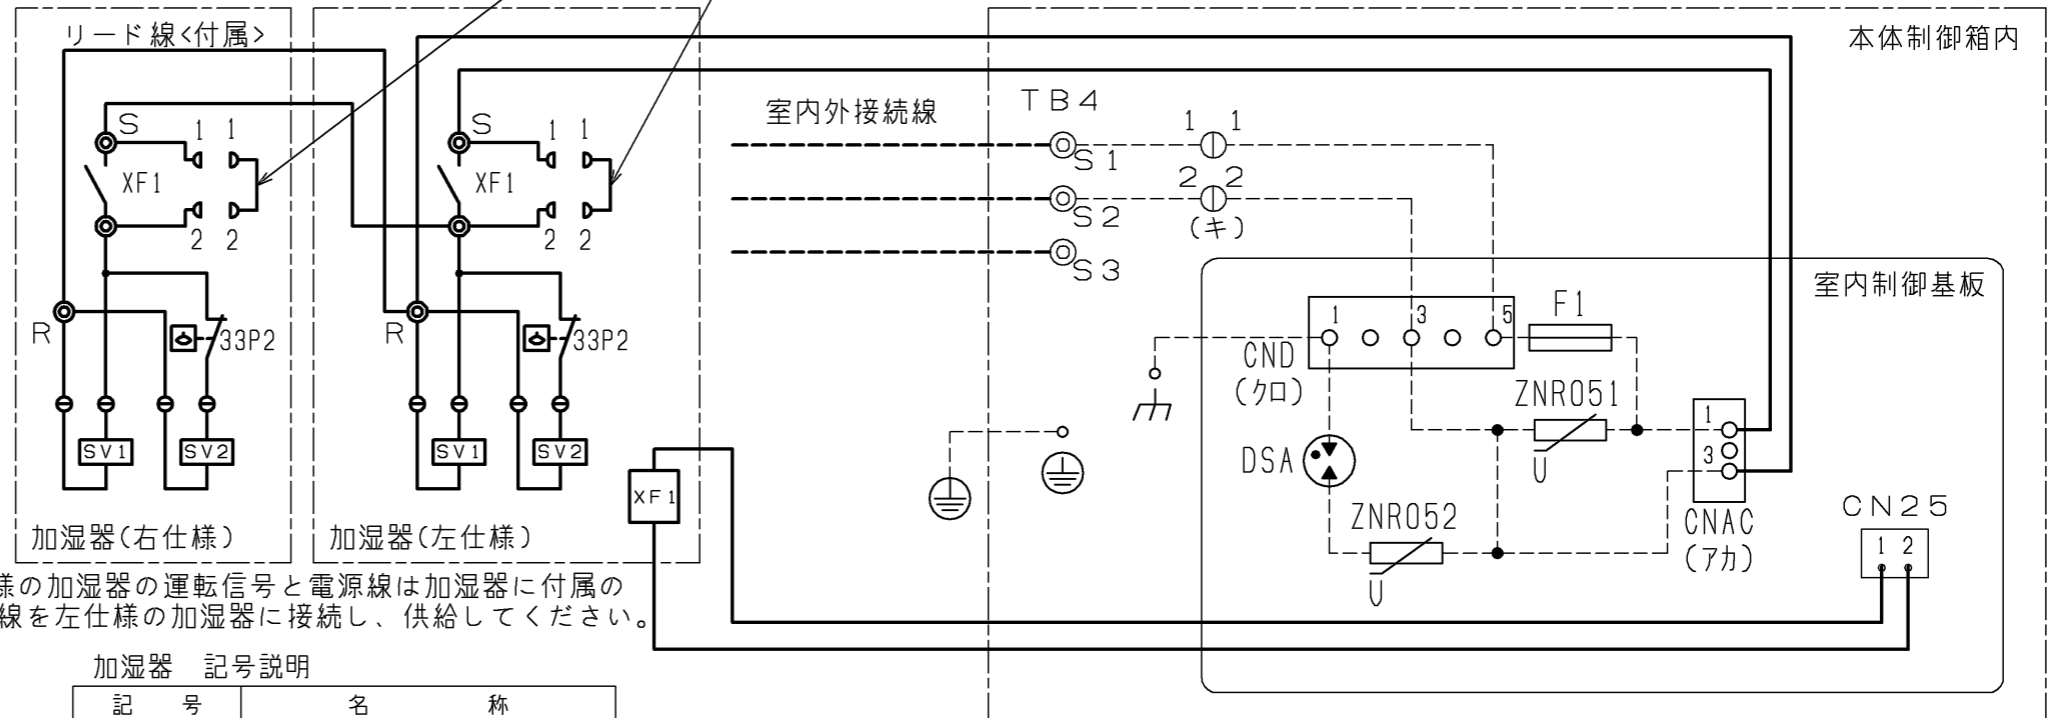 リード線<付属>
本体制御箱内
室内外接続線
TB4
S
1 1
XF1
2 2
S
1 1
XF1
2 2
1 1
S1
2 2
S2
(キ)
S3
室内制御基板
R
33P2
R
33P2
1 3 5
F1
CND
(クロ)
ZNR051
U
1
3
CNAC
(アカ)
DSA
ZNR052
U
CN25
1 2
SV1
SV2
SV1
SV2
XF1
加湿器(右仕様)
加湿器(左仕様)
様の加湿器の運転信号と電源線は加湿器に付属の
線を左仕様の加湿器に接続し、供給してください。
加湿器 記号説明
記号 名称